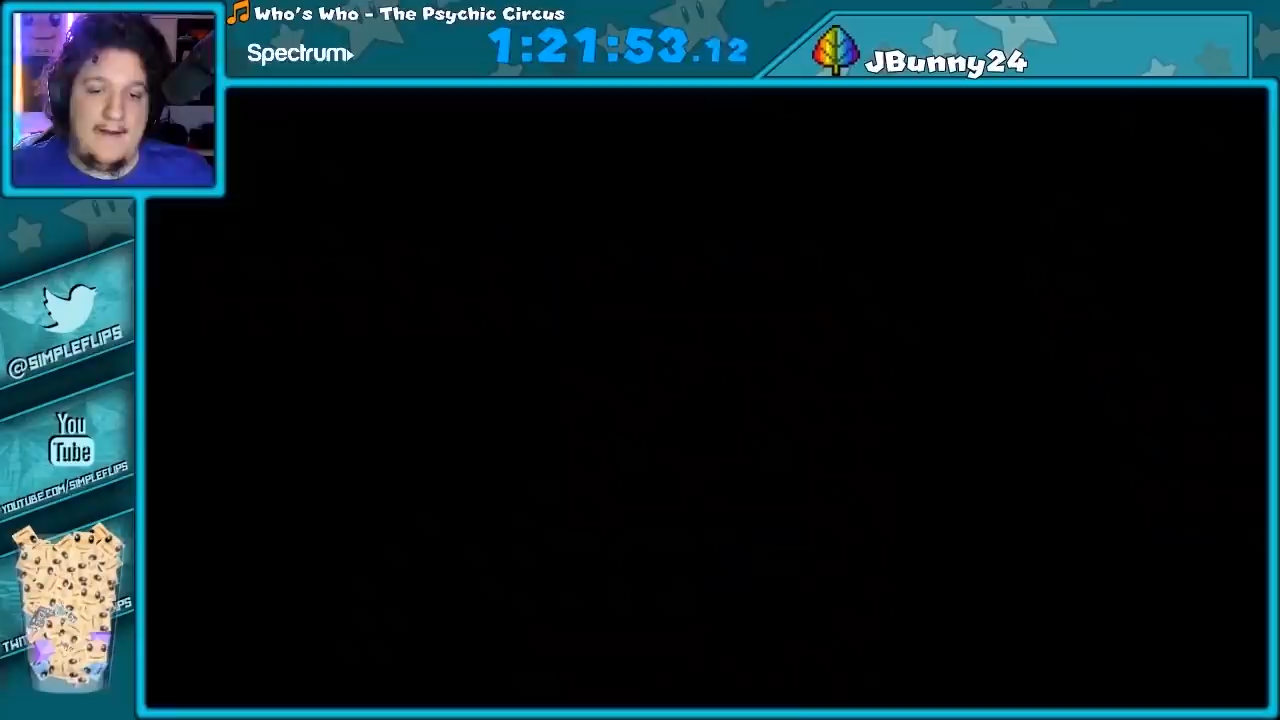 Who's Who - The Psychic Circus
Spectrum
1:21:53.12
JBunny24
@SIMPLEFLIPS
You
Tube
YOUTUBE.COM/SIMPLEFLIPS